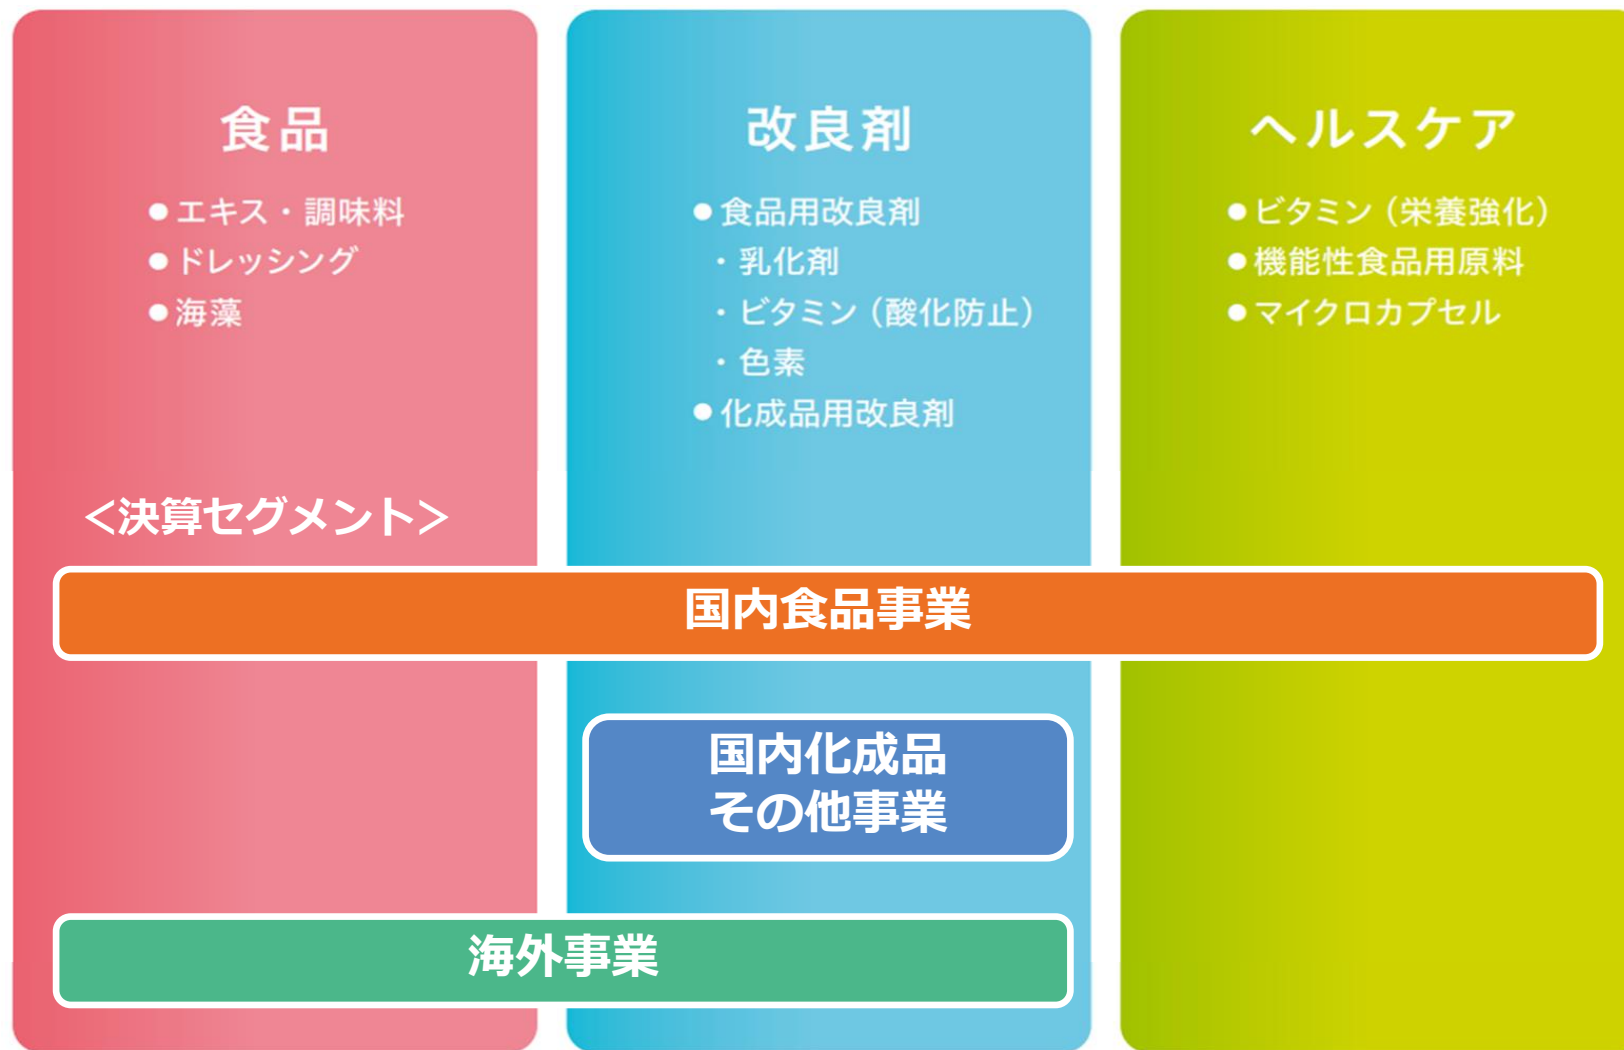 食品
●エキス・調味料
●ドレッシング
●海藻
改良剤
●食品用改良剤
・乳化剤
・ビタミン（酸化防止）
・色素
●化成品用改良剤
ヘルスケア
●ビタミン（栄養強化）
●機能性食品用原料
●マイクロカプセル
＜決算セグメント＞
国内食品事業
国内化成品
その他事業
海外事業